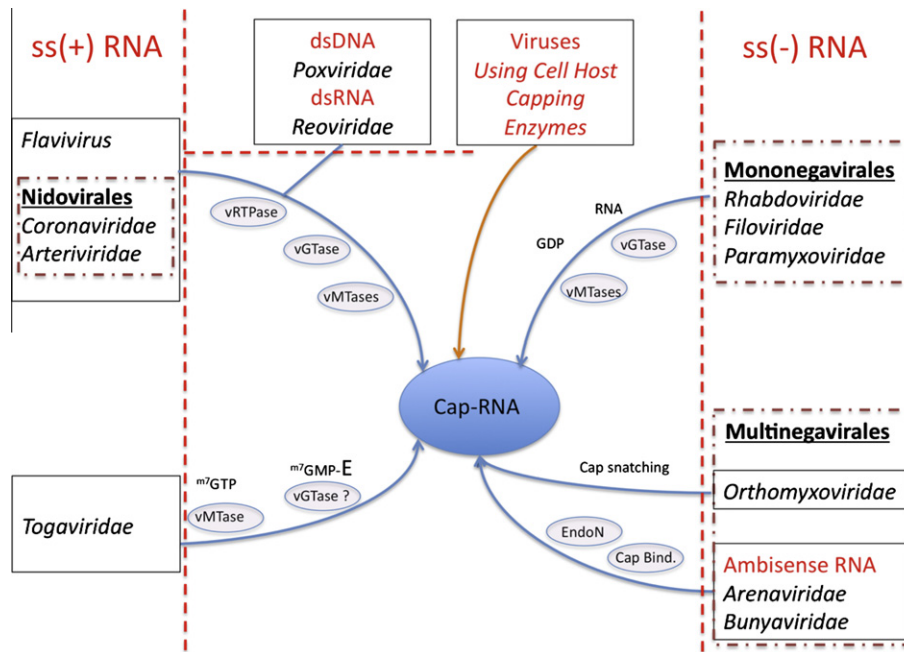 ss(+) RNA
dsDNA
Poxviridae
dsRNA
Reoviridae
Viruses
Using Cell Host
Capping
Enzymes
ss(-) RNA
Flavivirus
Nidovirales
Coronaviridae
Arteriviridae
vRTPase
vGTase
vMTases
RNA
GDP
vGTase
vMTases
Mononegavirales
Rhabdoviridae
Filoviridae
Paramyxoviridae
Cap-RNA
Togaviridae
m7GTP
vMTase
m7GMP-E
vGTase ?
Cap snatching
EndoN
Cap Bind.
Multinegavirales
Orthomyxoviridae
Ambisense RNA
Arenaviridae
Bunyaviridae